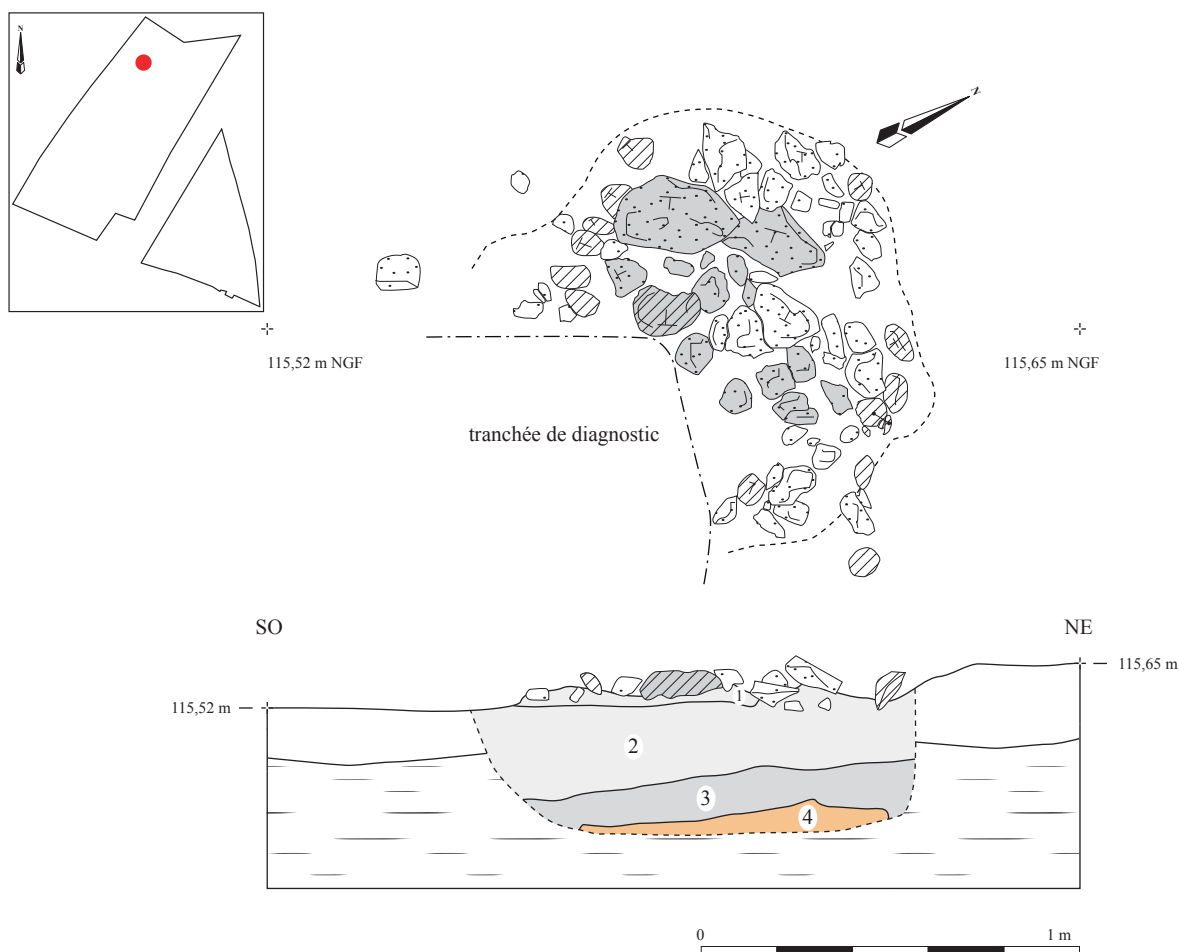 N
N
115,52 m NGF
115,65 m NGF
tranchée de diagnostic
SO
NE
115,65 m
115,52 m
1
2
3
4
0
1 m